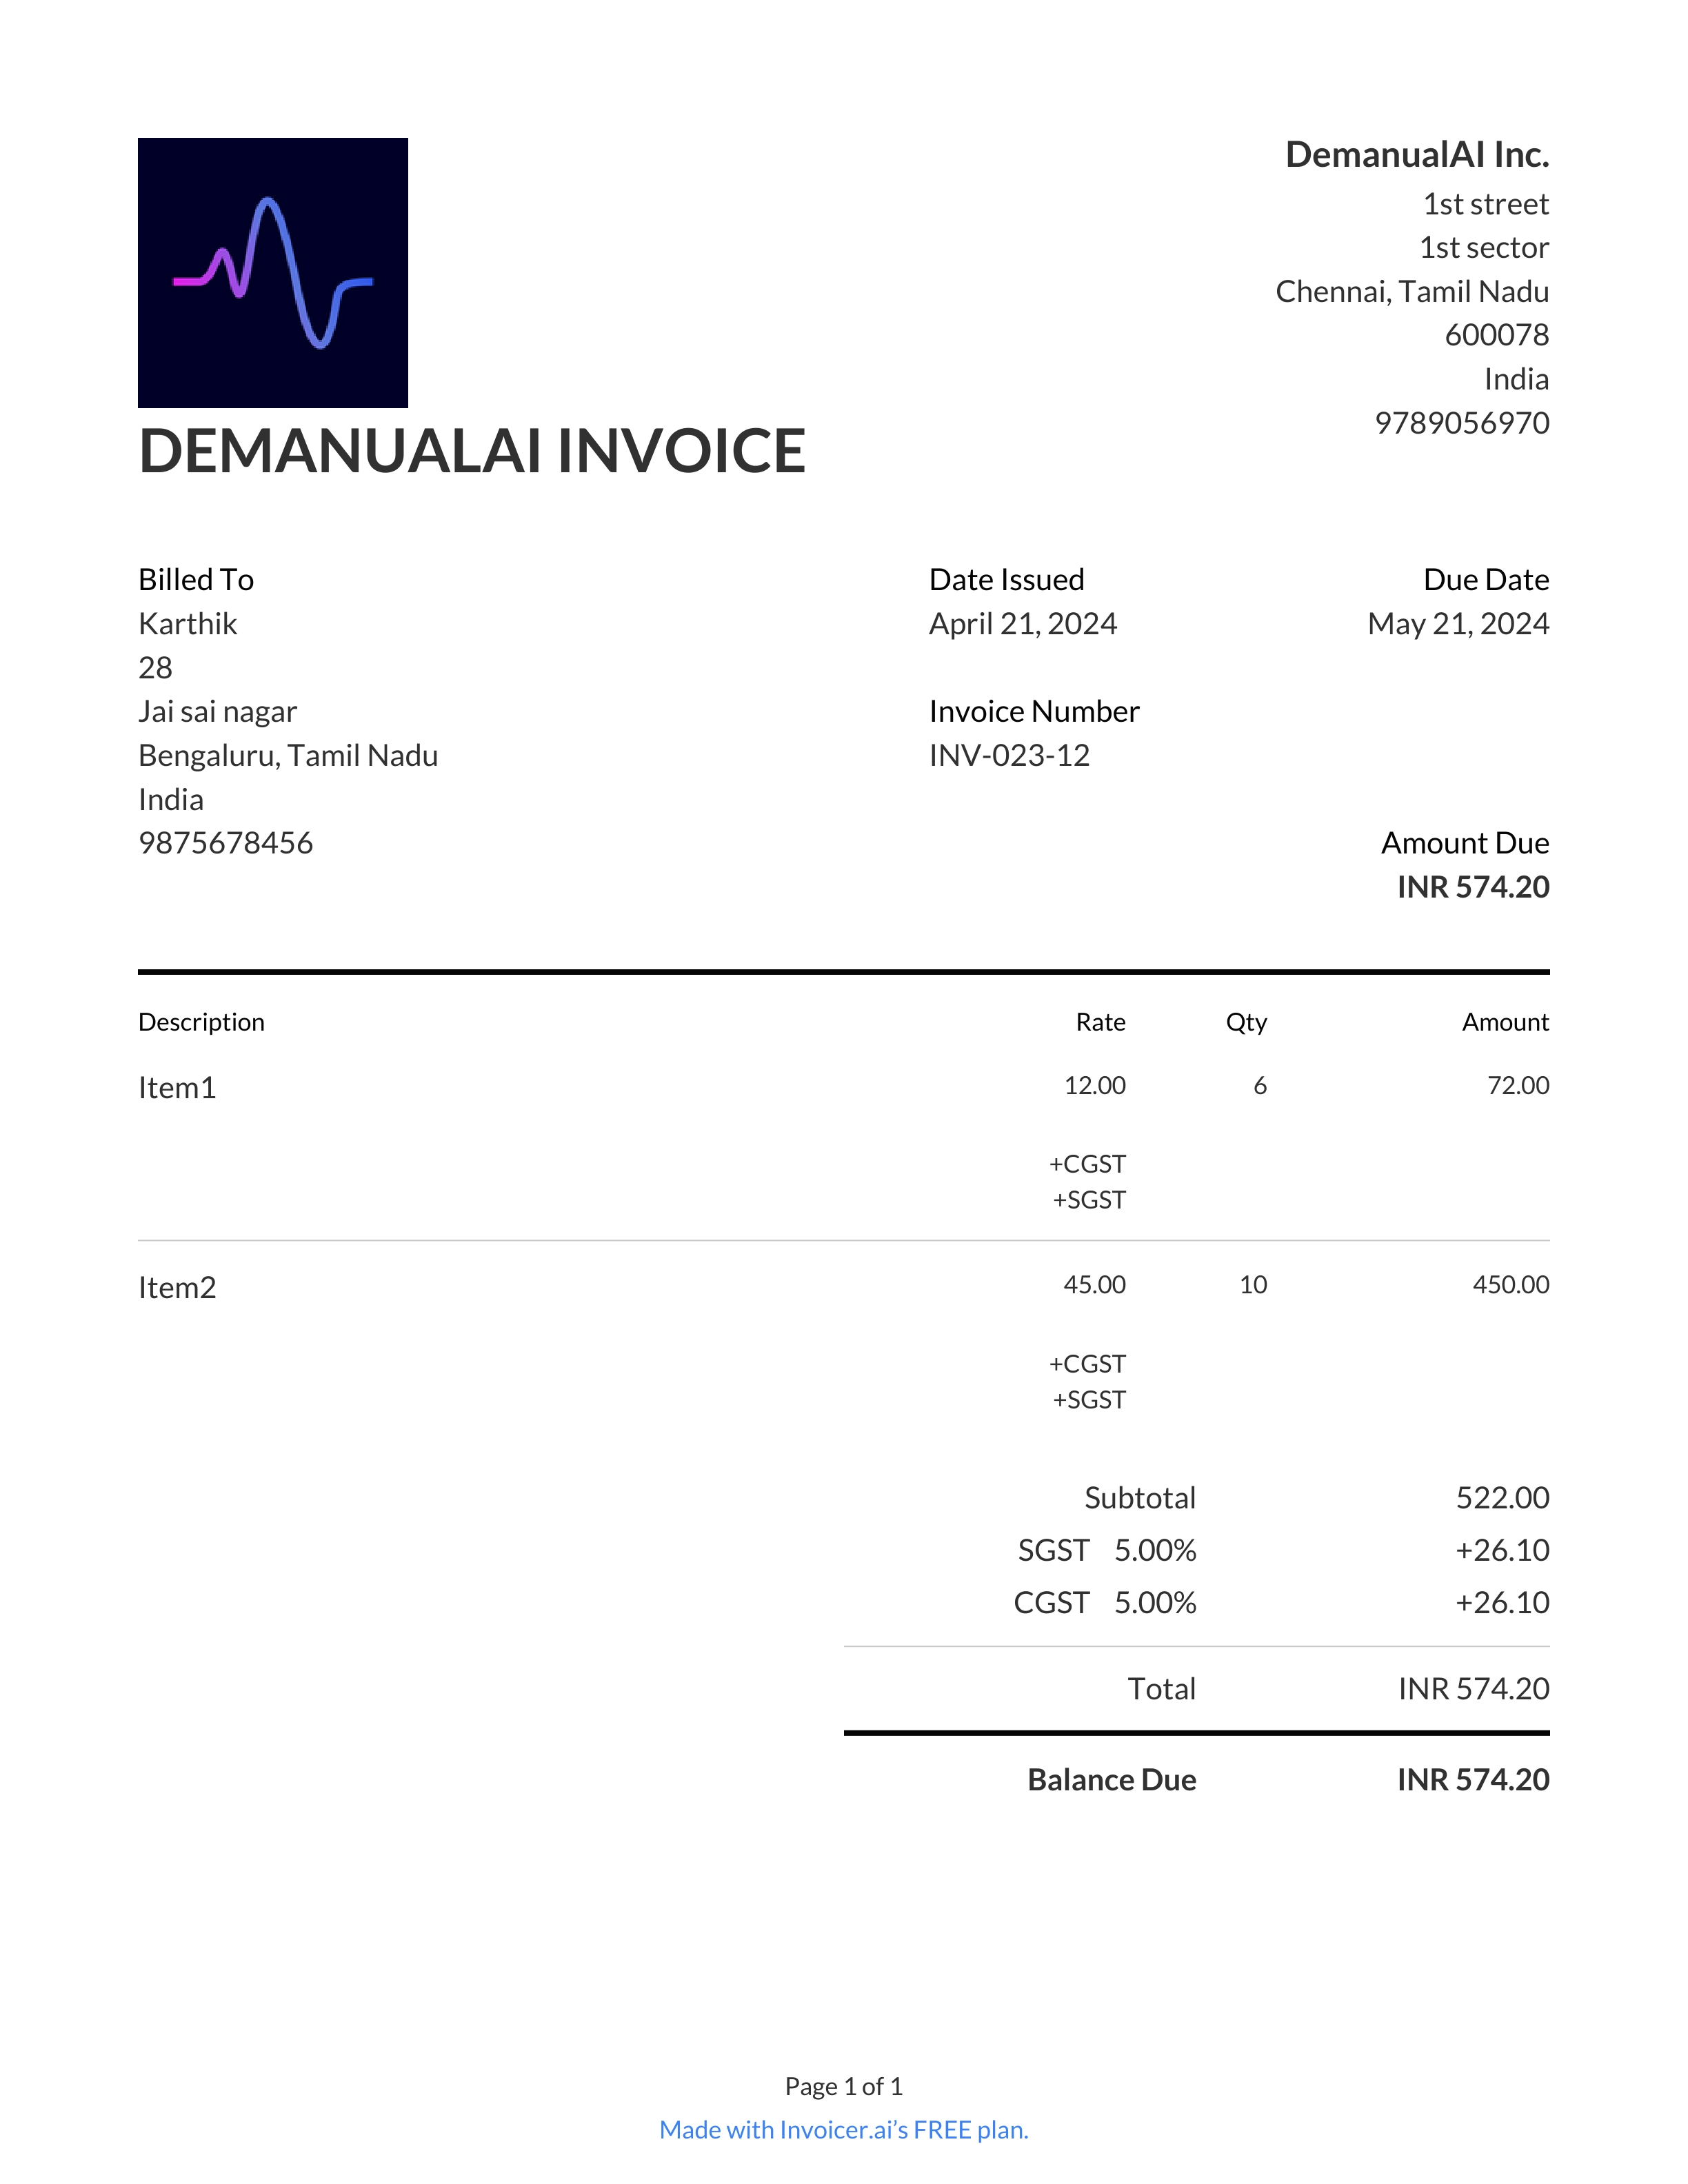 DemanualAI Inc.
1st street
1st sector
Chennai, Tamil Nadu
600078
India
9789056970
DEMANUALAI INVOICE
Billed To
Karthik
28
Jai sai nagar
Bengaluru, Tamil Nadu
India
9875678456
Date Issued
April 21, 2024
Invoice Number
INV-023-12
Due Date
May 21, 2024
Amount Due
INR 574.20
Description Rate Qty Amount
Item1 12.00 6 72.00
+CGST
+SGST
Item2 45.00 10 450.00
+CGST
+SGST
Subtotal 522.00
SGST 5.00% +26.10
CGST 5.00% +26.10
Total INR 574.20
Balance Due INR 574.20
Page 1 of 1
Made with Invoicer.ai’s FREE plan.